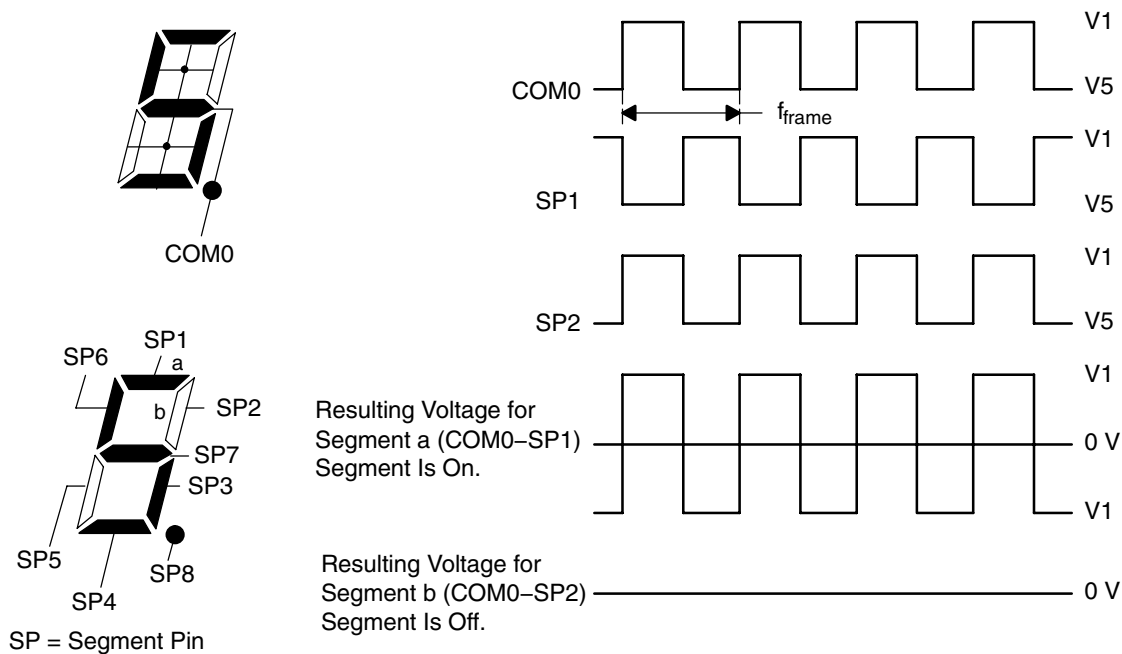 COM0
V1
V5
COM0
f_frame
V1
SP1
V5
V1
SP2
V5
SP1
SP6
a
b
SP2
SP7
SP3
SP5
SP8
SP4
SP = Segment Pin
Resulting Voltage for
Segment a (COM0–SP1)
Segment Is On.
V1
0 V
V1
Resulting Voltage for
Segment b (COM0–SP2)
Segment Is Off.
0 V